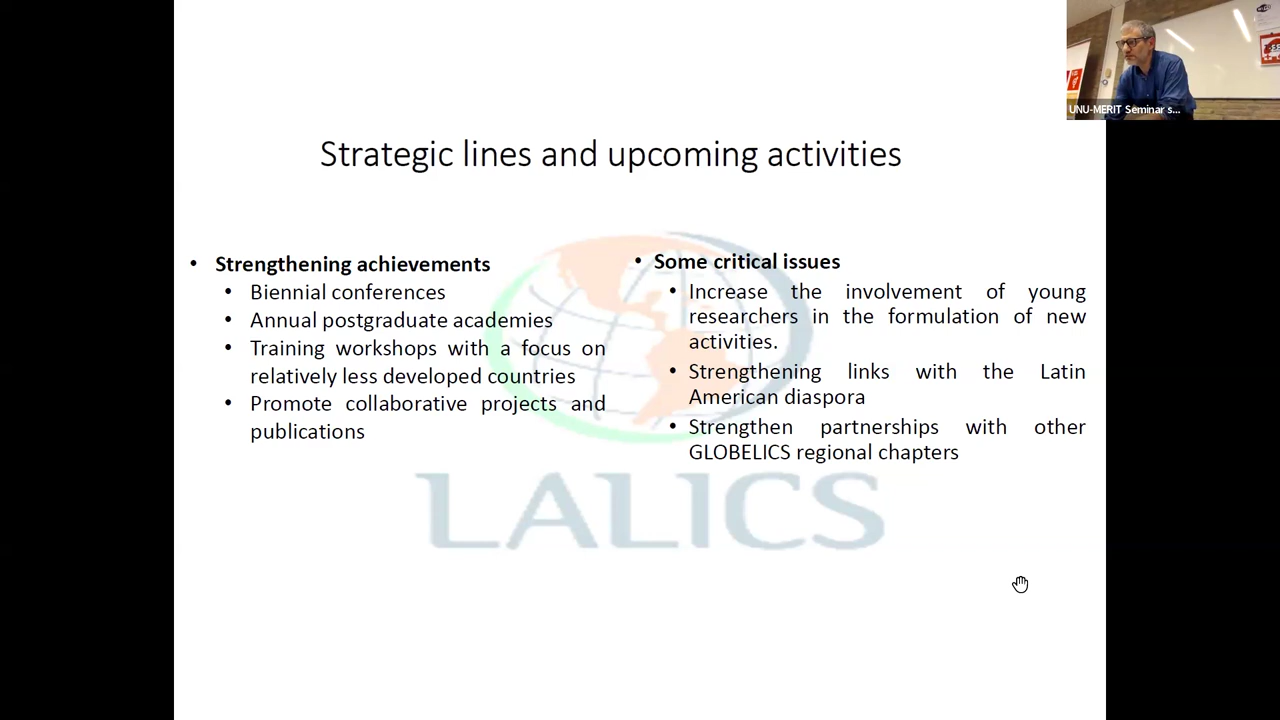 Strategic lines and upcoming activities
• Strengthening achievements
• Biennial conferences
• Annual postgraduate academies
• Training workshops with a focus on
relatively less developed countries
• Promote collaborative projects and
publications
• Some critical issues
• Increase the involvement of young
researchers in the formulation of new
activities.
• Strengthening links with the Latin
American diaspora
• Strengthen partnerships with other
GLOBELICS regional chapters
LALICS
UNU-MERIT Seminar s...